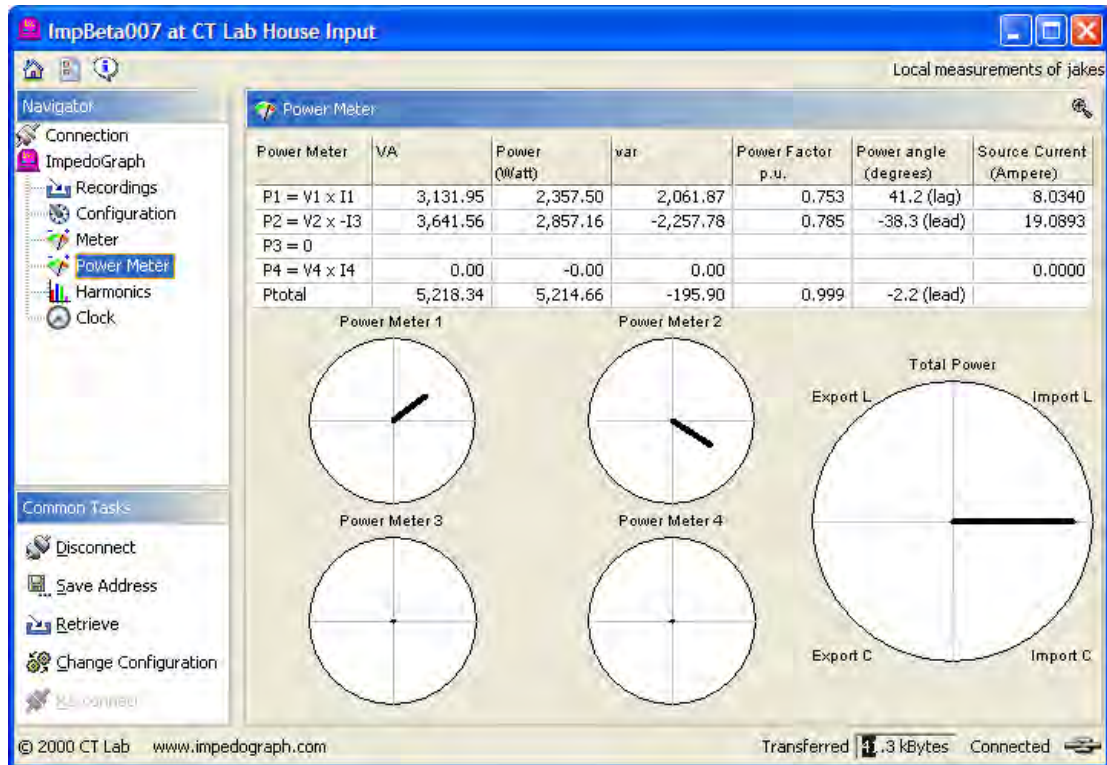 ImpBeta007 at CT Lab House Input
Local measurements of jakes
Navigator
Connection
ImpedoGraph
Recordings
Configuration
Meter
Power Meter
Harmonics
Clock
Common Tasks
Disconnect
Save Address
Retrieve
Change Configuration
Power Meter
Power Meter VA Power (Watt) var Power Factor p.u. Power angle (degrees) Source Current (Ampere)
P1 = V1 x I1 3,131.95 2,357.50 2,061.87 0.753 41.2 (lag) 8.0340
P2 = V2 x -I3 3,641.56 2,857.16 -2,257.78 0.785 -38.3 (lead) 19.0893
P3 = 0
P4 = V4 x I4 0.00 -0.00 0.00 0.0000
Ptotal 5,218.34 5,214.66 -195.90 0.999 -2.2 (lead)
Power Meter 1
Power Meter 2
Power Meter 3
Power Meter 4
Total Power
Export L
Import L
Export C
Import C
© 2000 CT Lab www.impedograph.com
Transferred 41.3 kBytes Connected